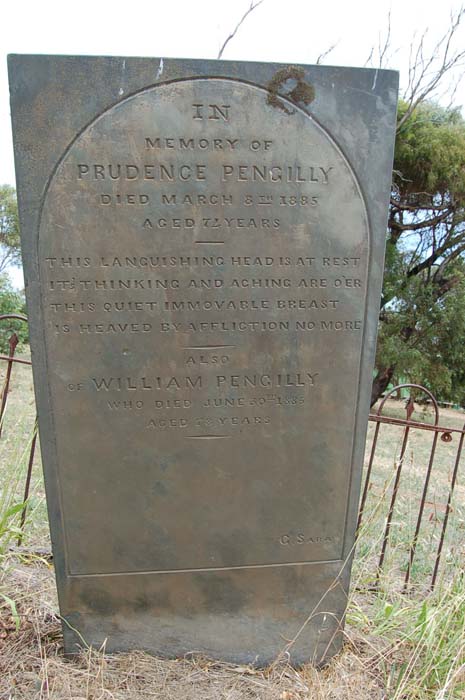 IN
MEMORY OF
PRUDENCE PENGILLY
DIED MARCH 8TH 1885
AGED YEARS
THIS LANGUISHING HEAD IS AT REST
IT'S THINKING AND ACHING ARE O'ER
THIS QUIET IMMOVABLE BREAST
IS HEAVED BY AFFLICTION NO MORE
ALSO
OF WILLIAM PENGILLY
WHO DIED JUNE 1885
AGED YEARS